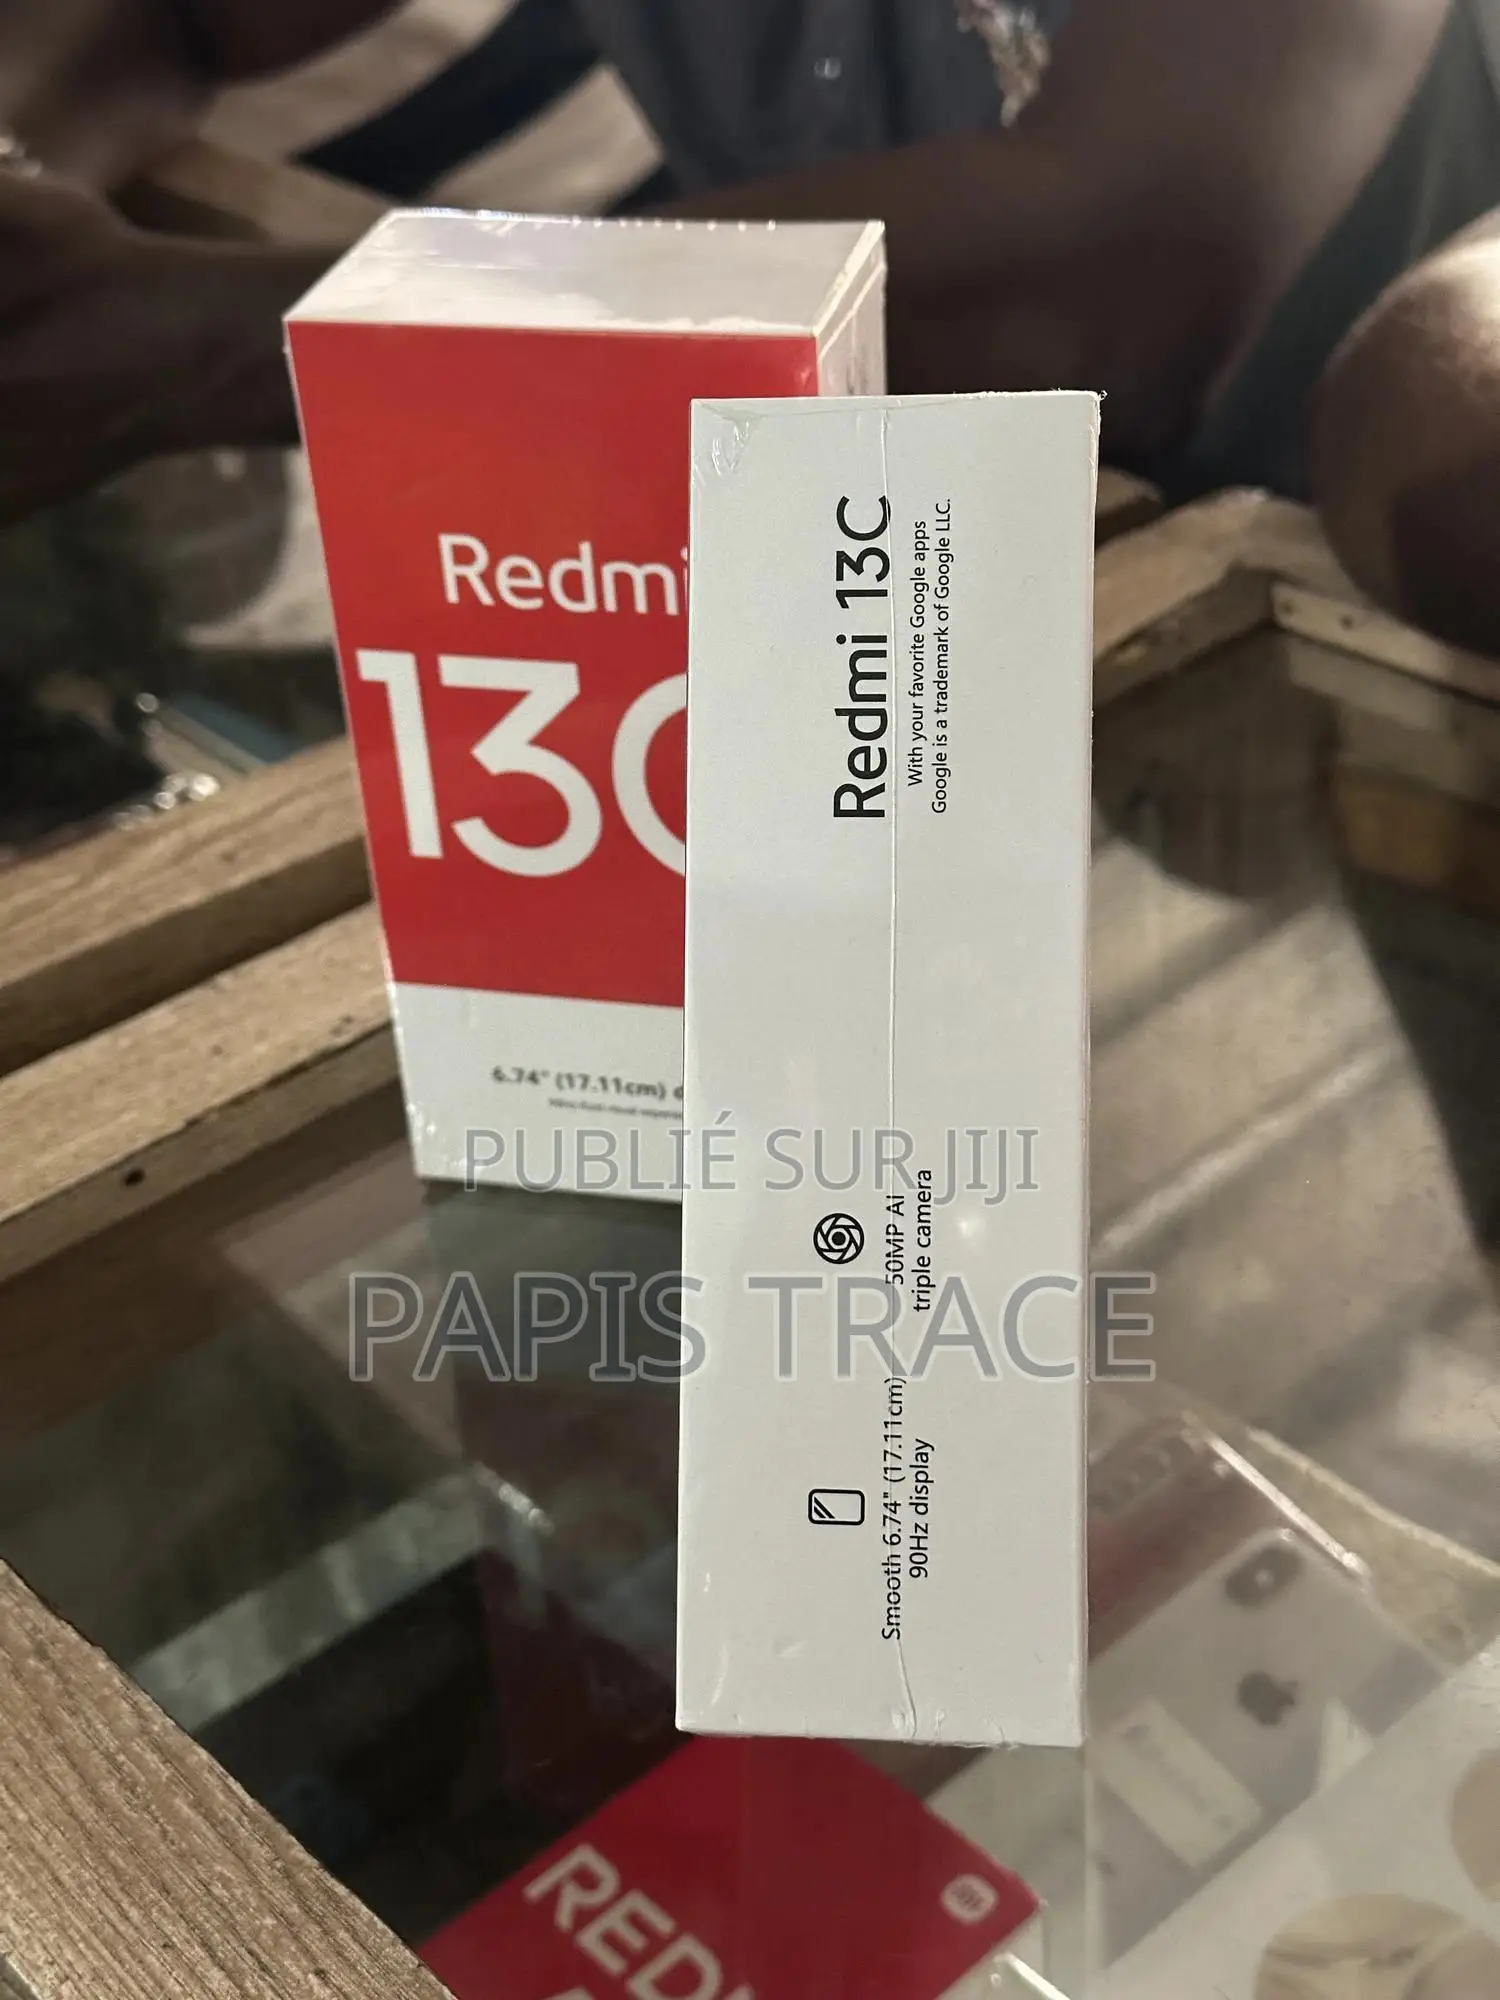 Redmi
13C
6.74" (17.11cm)
Redmi 13C
With your favorite Google apps
Google is a trademark of Google LLC.
50MP AI
triple camera
Smooth 6.74" (17.11cm)
90Hz display
PUBLIÉ SUR JIJI
PAPIS TRACE